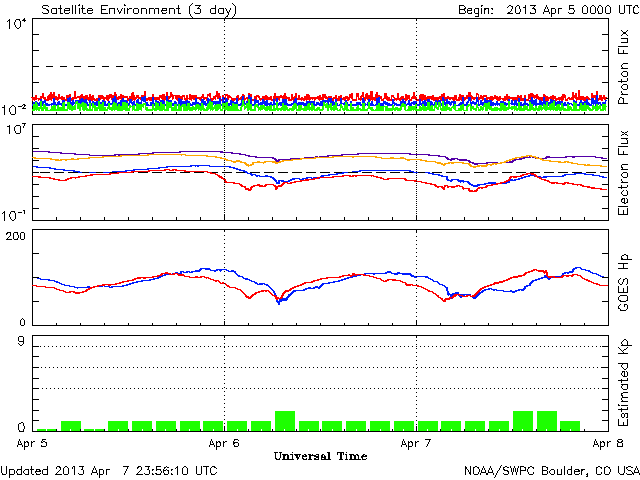 Satellite Environment (3 day)
Begin: 2013 Apr 5 0000 UTC
10^4
10^-2
Proton Flux
10^7
10^-1
Electron Flux
200
0
GOES Hp
9
0
Estimated Kp
Apr 5
Apr 6
Apr 7
Apr 8
Universal Time
Updated 2013 Apr 7 23:56:10 UTC
NOAA/SWPC Boulder, CO USA